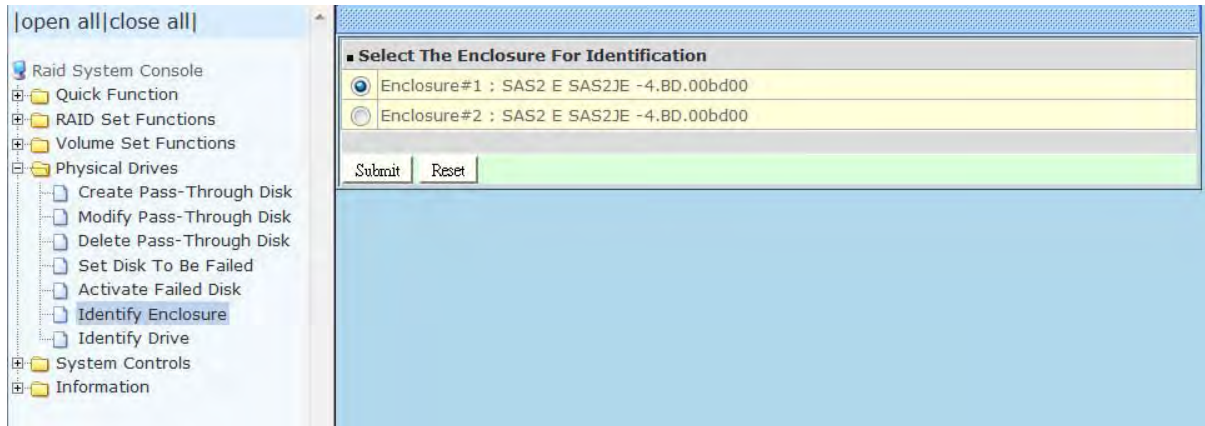 |open all|close all|
Raid System Console
Quick Function
RAID Set Functions
Volume Set Functions
Physical Drives
Create Pass-Through Disk
Modify Pass-Through Disk
Delete Pass-Through Disk
Set Disk To Be Failed
Activate Failed Disk
Identify Enclosure
Identify Drive
System Controls
Information
Select The Enclosure For Identification
Enclosure#1 : SAS2 E SAS2JE -4.BD.00bd00
Enclosure#2 : SAS2 E SAS2JE -4.BD.00bd00
Submit Reset